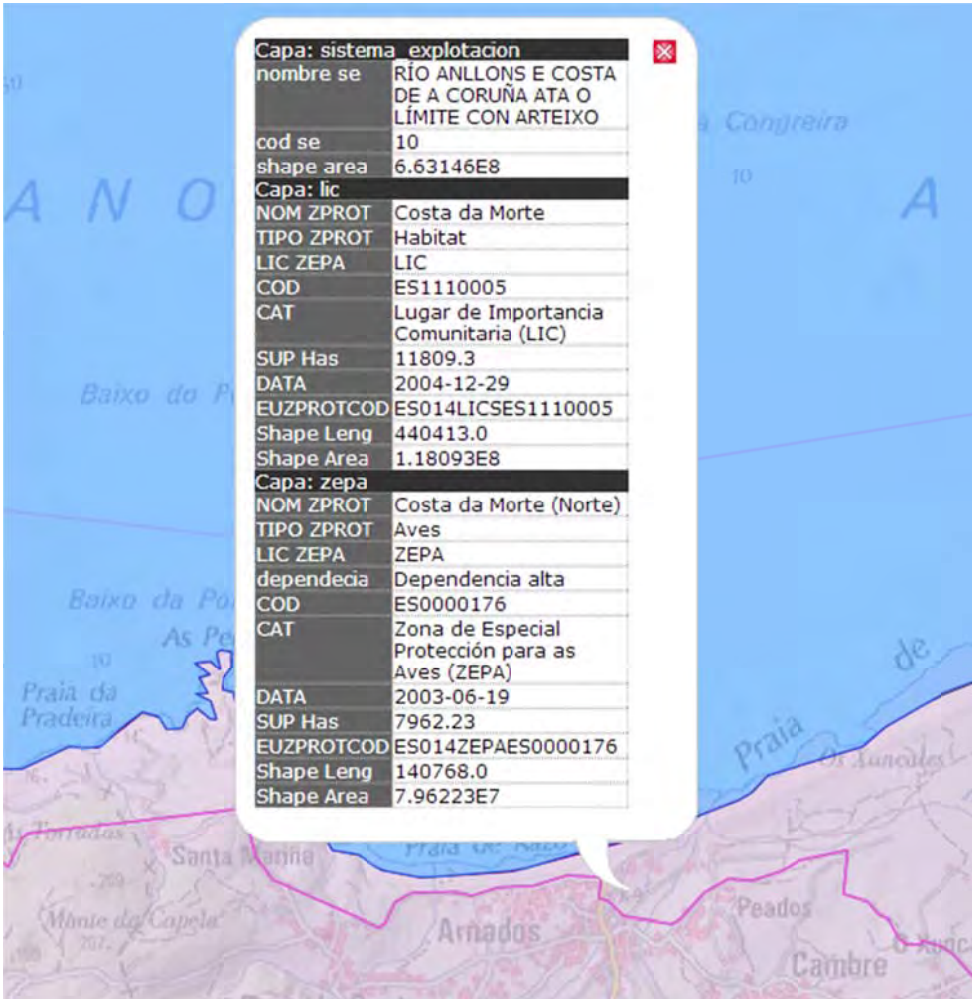 Capa: sistema_explotacion
nombre se RÍO ANLLONS E COSTA
DE A CORUÑA ATA O
LÍMITE CON ARTEIXO
cod se 10
shape area 6.63146E8
Capa: lic
NOM ZPROT Costa da Morte
TIPO ZPROT Habitat
LIC ZEPA LIC
COD ES1110005
CAT Lugar de Importancia
Comunitaria (LIC)
SUP Has 11809.3
DATA 2004-12-29
EUZPROTCOD ES014LICSES1110005
Shape Leng 440413.0
Shape Area 1.18093E8
Capa: zepa
NOM ZPROT Costa da Morte (Norte)
TIPO ZPROT Aves
LIC ZEPA ZEPA
dependecia Dependencia alta
COD ES0000176
CAT Zona de Especial
Protección para as
Aves (ZEPA)
DATA 2003-06-19
SUP Has 7962.23
EUZPROTCOD ES014ZEPAES0000176
Shape Leng 140768.0
Shape Area 7.96223E7
Congreira
10
A N O
A
Baixo do
Baixo da
As
10
Praia da
Pradeira
Praia de
Os Xuncales
As Torradas
Santa Mariña
Praia de Razo
Monte da Capela
Arnados
Peados
Cambre